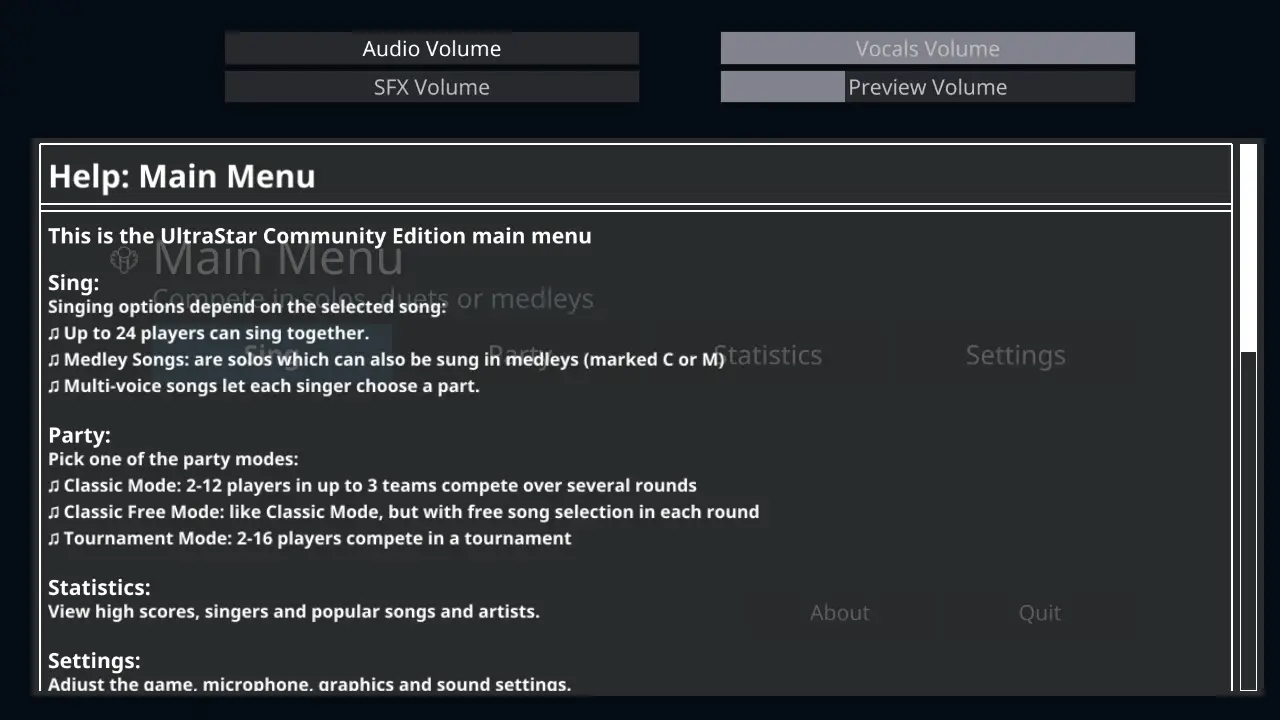 Audio Volume
Vocals Volume
SFX Volume
Preview Volume
Help: Main Menu
This is the UltraStar Community Edition main menu
Main Menu
Compete in solos, duets or medleys
Sing:
Singing options depend on the selected song:
♫ Up to 24 players can sing together.
♫ Medley Songs: are solos which can also be sung in medleys (marked C or M)
♫ Multi-voice songs let each singer choose a part.
Sing
Party
Statistics
Settings
Party:
Pick one of the party modes:
♫ Classic Mode: 2-12 players in up to 3 teams compete over several rounds
♫ Classic Free Mode: like Classic Mode, but with free song selection in each round
♫ Tournament Mode: 2-16 players compete in a tournament
Statistics:
View high scores, singers and popular songs and artists.
About
Quit
Settings:
Adjust the game, microphone, graphics and sound settings.